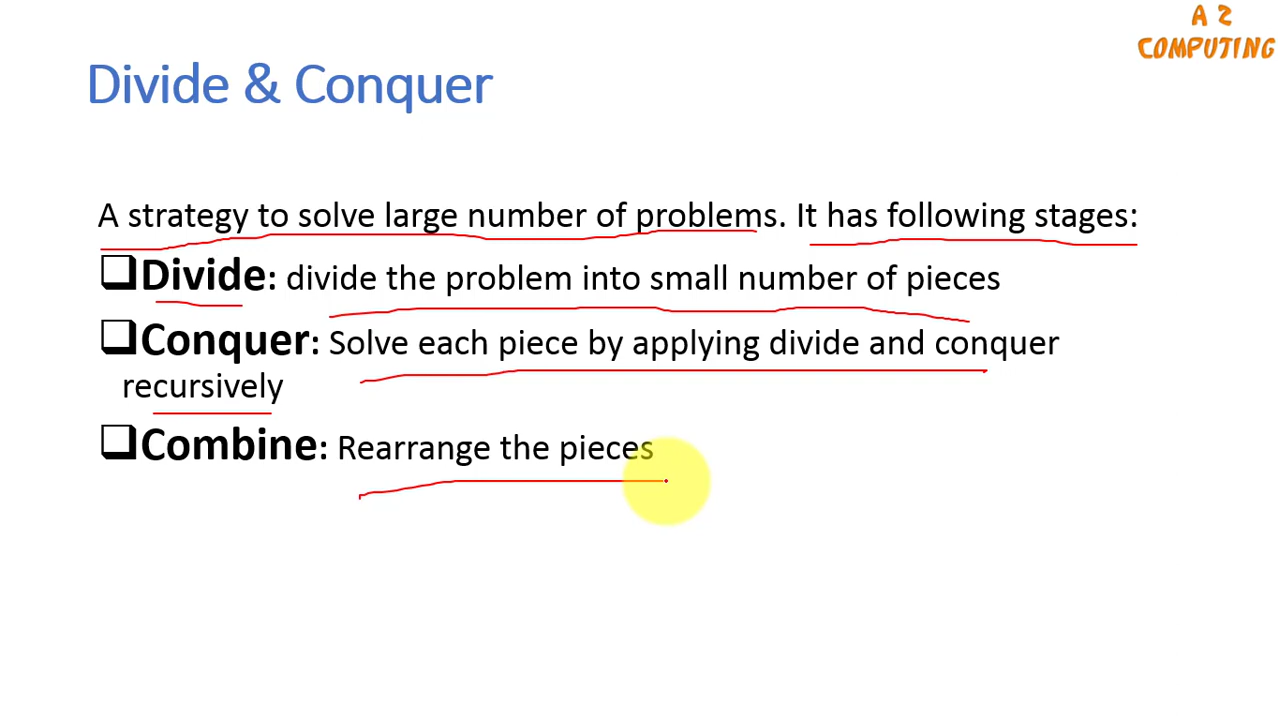 A Z
COMPUTING
Divide & Conquer
A strategy to solve large number of problems. It has following stages:
❑Divide: divide the problem into small number of pieces
❑Conquer: Solve each piece by applying divide and conquer
recursively
❑Combine: Rearrange the pieces